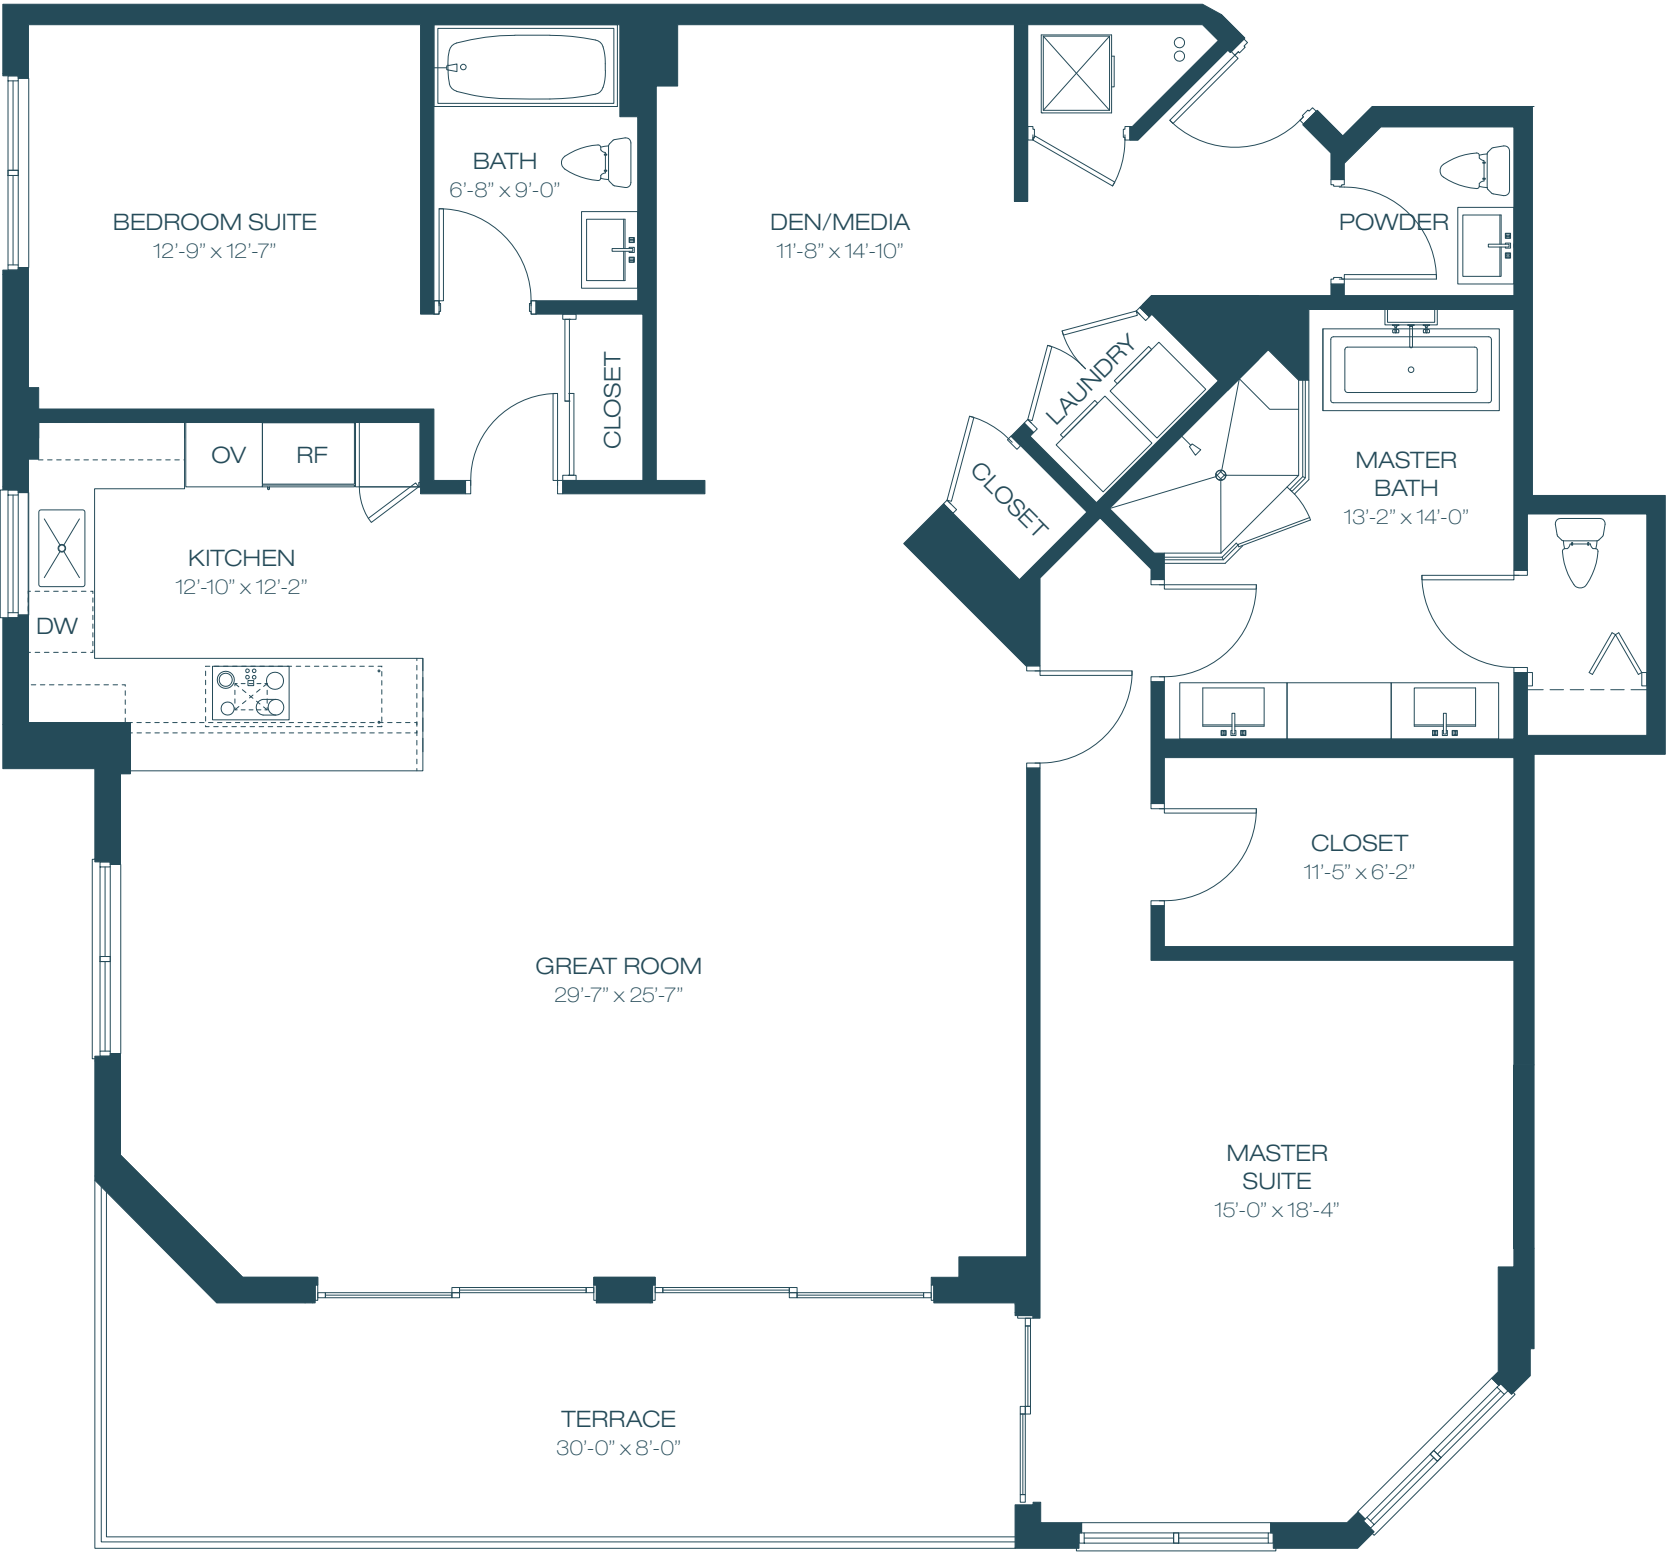 BATH
6'-8” x 9'-0”
BEDROOM SUITE
12'-9” x 12'-7”
DEN/MEDIA
11'-8” x 14'-10”
POWDER
LAUNDRY
CLOSET
OV
RF
CLOSET
MASTER
BATH
13'-2” x 14'-0”
KITCHEN
12'-10” x 12'-2”
DW
CLOSET
11'-5” x 6'-2”
GREAT ROOM
29'-7” x 25'-7”
MASTER
SUITE
15'-0” x 18'-4”
TERRACE
30'-0” x 8'-0”